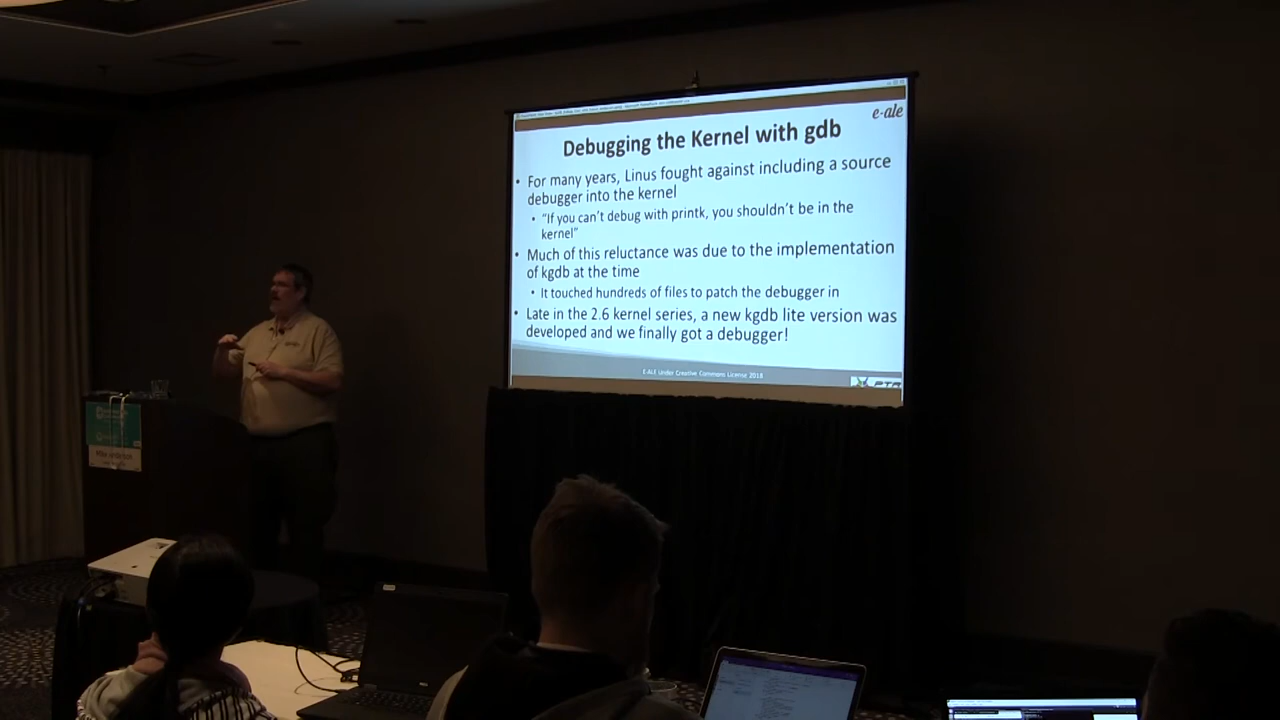 e-ale
Debugging the Kernel with gdb
• For many years, Linus fought against including a source
debugger into the kernel
• "If you can't debug with printk, you shouldn't be in the
kernel"
• Much of this reluctance was due to the implementation
of kgdb at the time
• It touched hundreds of files to patch the debugger in
• Late in the 2.6 kernel series, a new kgdb lite version was
developed and we finally got a debugger!
E-ALE Under Creative Commons License 2018
Mike Anderson